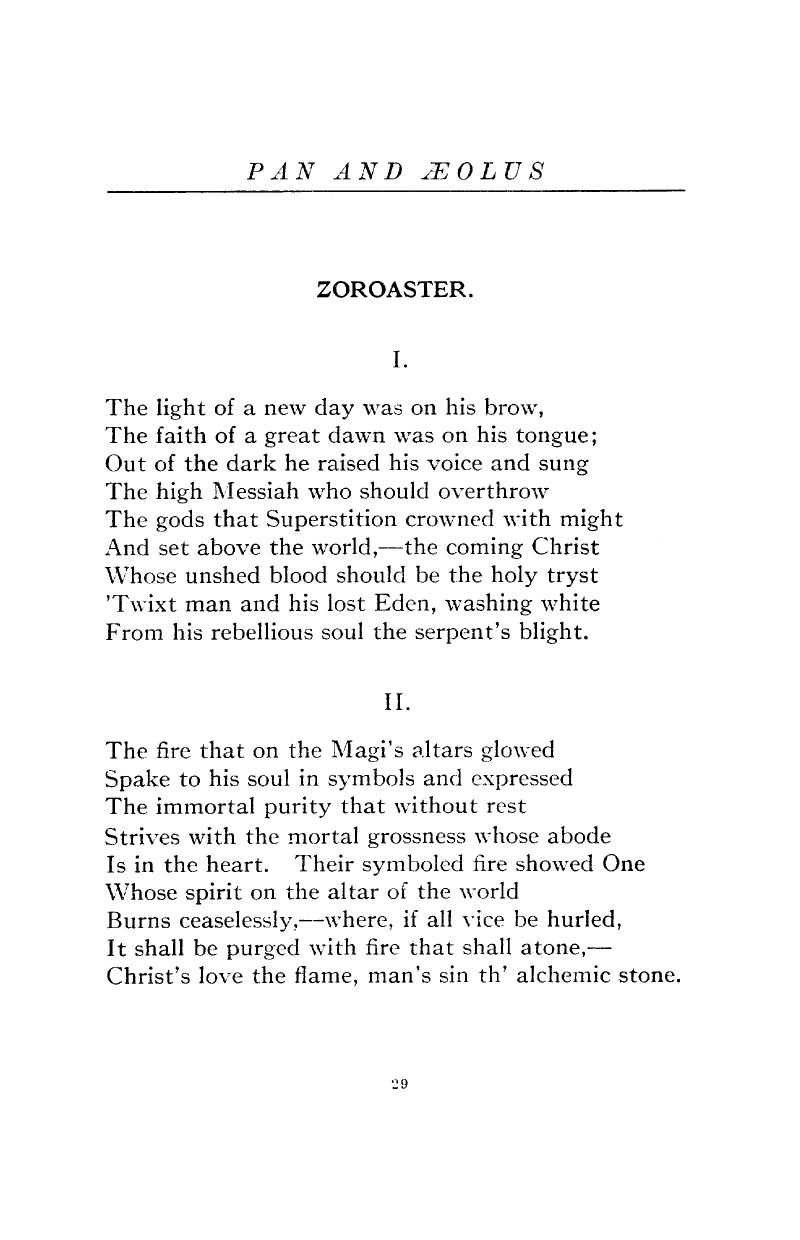 PAN AND ÆOLUS
ZOROASTER.
I.
The light of a new day was on his brow,
The faith of a great dawn was on his tongue;
Out of the dark he raised his voice and sung
The high Messiah who should overthrow
The gods that Superstition crowned with might
And set above the world,—the coming Christ
Whose unshed blood should be the holy tryst
'Twixt man and his lost Eden, washing white
From his rebellious soul the serpent's blight.
II.
The fire that on the Magi's altars glowed
Spake to his soul in symbols and expressed
The immortal purity that without rest
Strives with the mortal grossness whose abode
Is in the heart. Their symboled fire showed One
Whose spirit on the altar of the world
Burns ceaselessly,—where, if all vice be hurled,
It shall be purged with fire that shall atone,—
Christ's love the flame, man's sin th' alchemic stone.
29